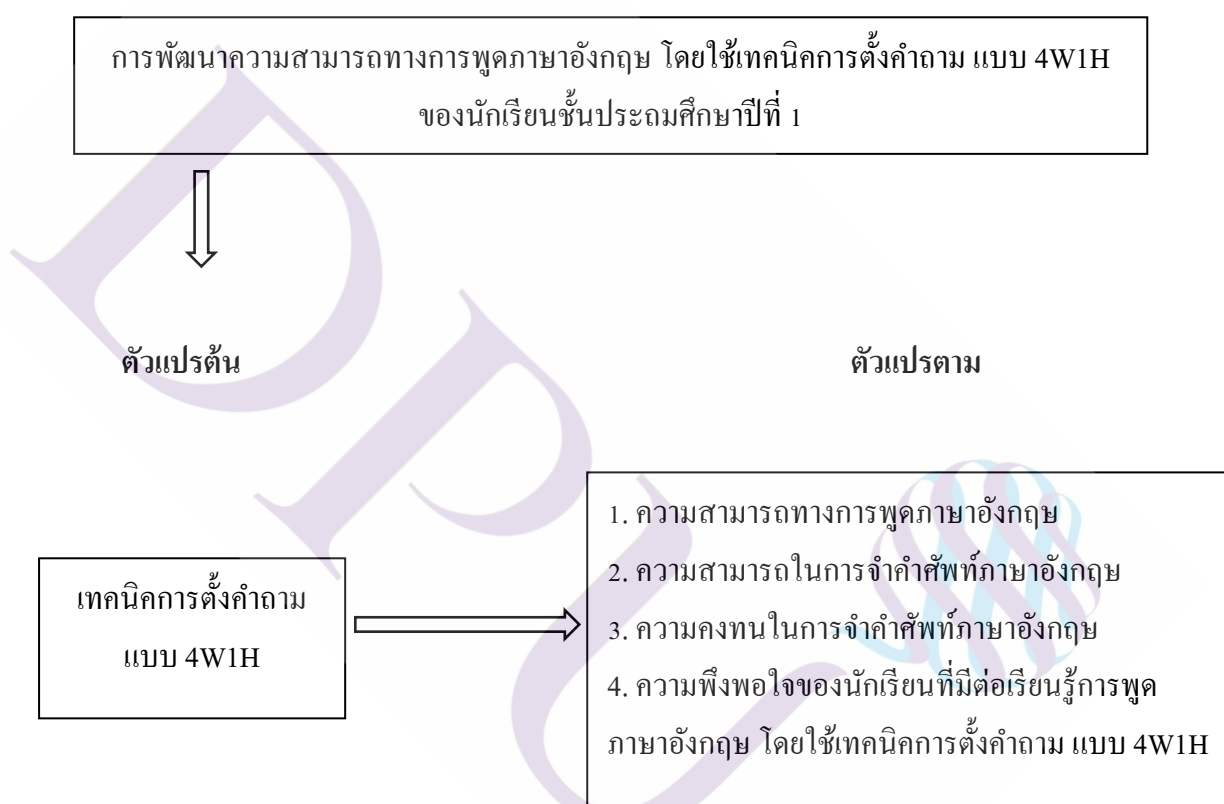 การพัฒนาความสามารถทางการพูดภาษาอังกฤษ โดยใช้เทคนิคการตั้งคำถาม แบบ 4W1H
ของนักเรียนชั้นประถมศึกษาปีที่ 1
ตัวแปรต้น
ตัวแปรตาม
เทคนิคการตั้งคำถาม
แบบ 4W1H
1. ความสามารถทางการพูดภาษาอังกฤษ
2. ความสามารถในการจำคำศัพท์ภาษาอังกฤษ
3. ความคงทนในการจำคำศัพท์ภาษาอังกฤษ
4. ความพึงพอใจของนักเรียนที่มีต่อเรียนรู้การพูด
ภาษาอังกฤษ โดยใช้เทคนิคการตั้งคำถาม แบบ 4W1H
DPU